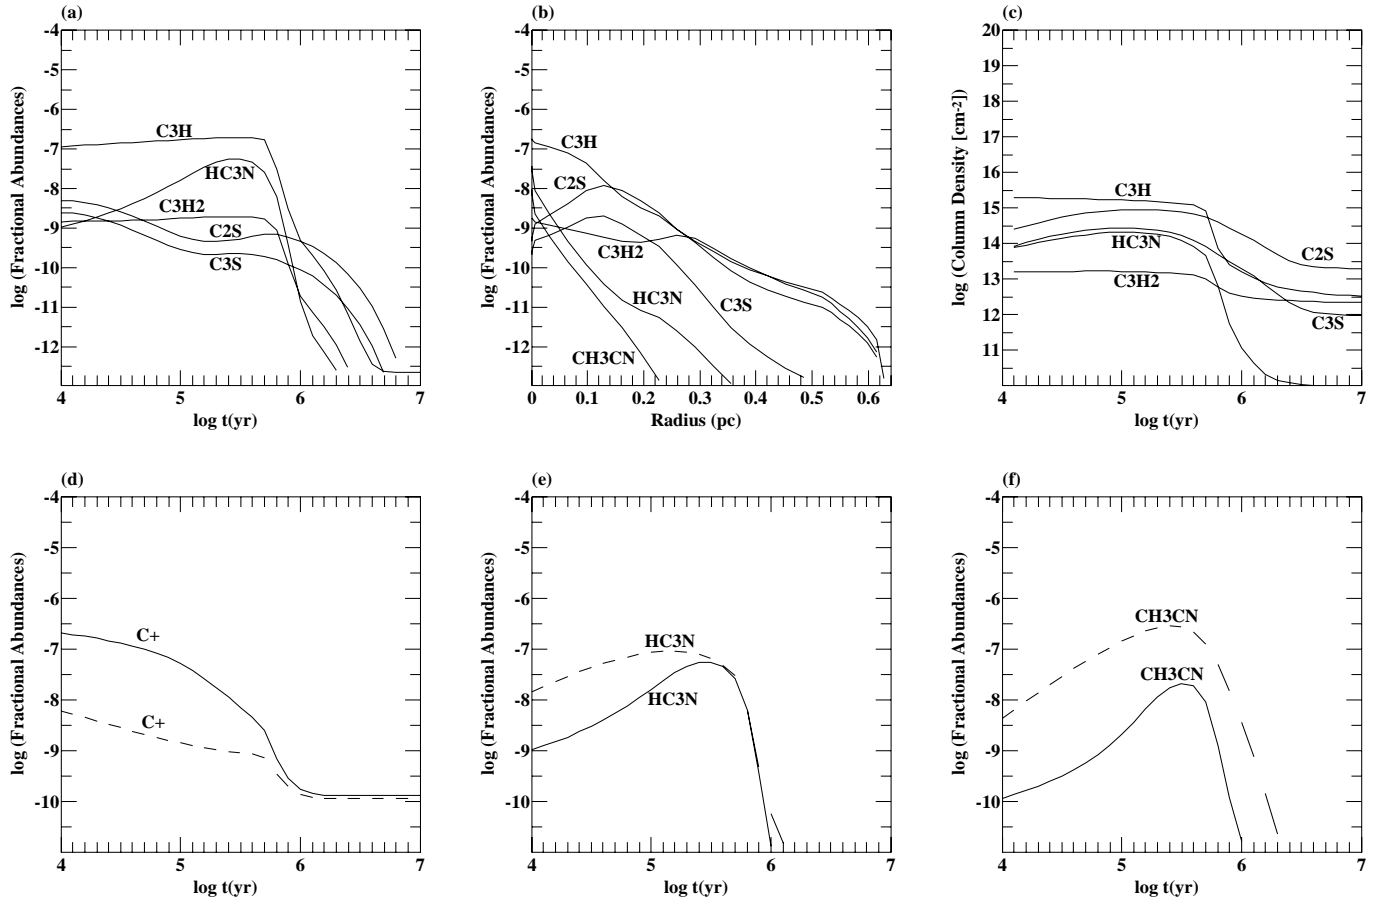 (a)
-4
-5
-6
-7
-8
-9
-10
-11
-12
4
5
6
7
log t(yr)
log (Fractional Abundances)
C3H
HC3N
C3H2
C2S
C3S
(b)
-4
-5
-6
-7
-8
-9
-10
-11
-12
0
0.1
0.2
0.3
0.4
0.5
0.6
Radius (pc)
log (Fractional Abundances)
C3H
C2S
C3H2
HC3N
C3S
CH3CN
(c)
20
19
18
17
16
15
14
13
12
11
4
5
6
7
log t(yr)
log (Column Density [cm-2])
C3H
HC3N
C2S
C3H2
C3S
(d)
-4
-5
-6
-7
-8
-9
-10
4
5
6
7
log t(yr)
log (Fractional Abundances)
C+
C+
(e)
-4
-5
-6
-7
-8
-9
-10
4
5
6
7
log t(yr)
log (Fractional Abundances)
HC3N
HC3N
(f)
-4
-5
-6
-7
-8
-9
-10
4
5
6
7
log t(yr)
log (Fractional Abundances)
CH3CN
CH3CN